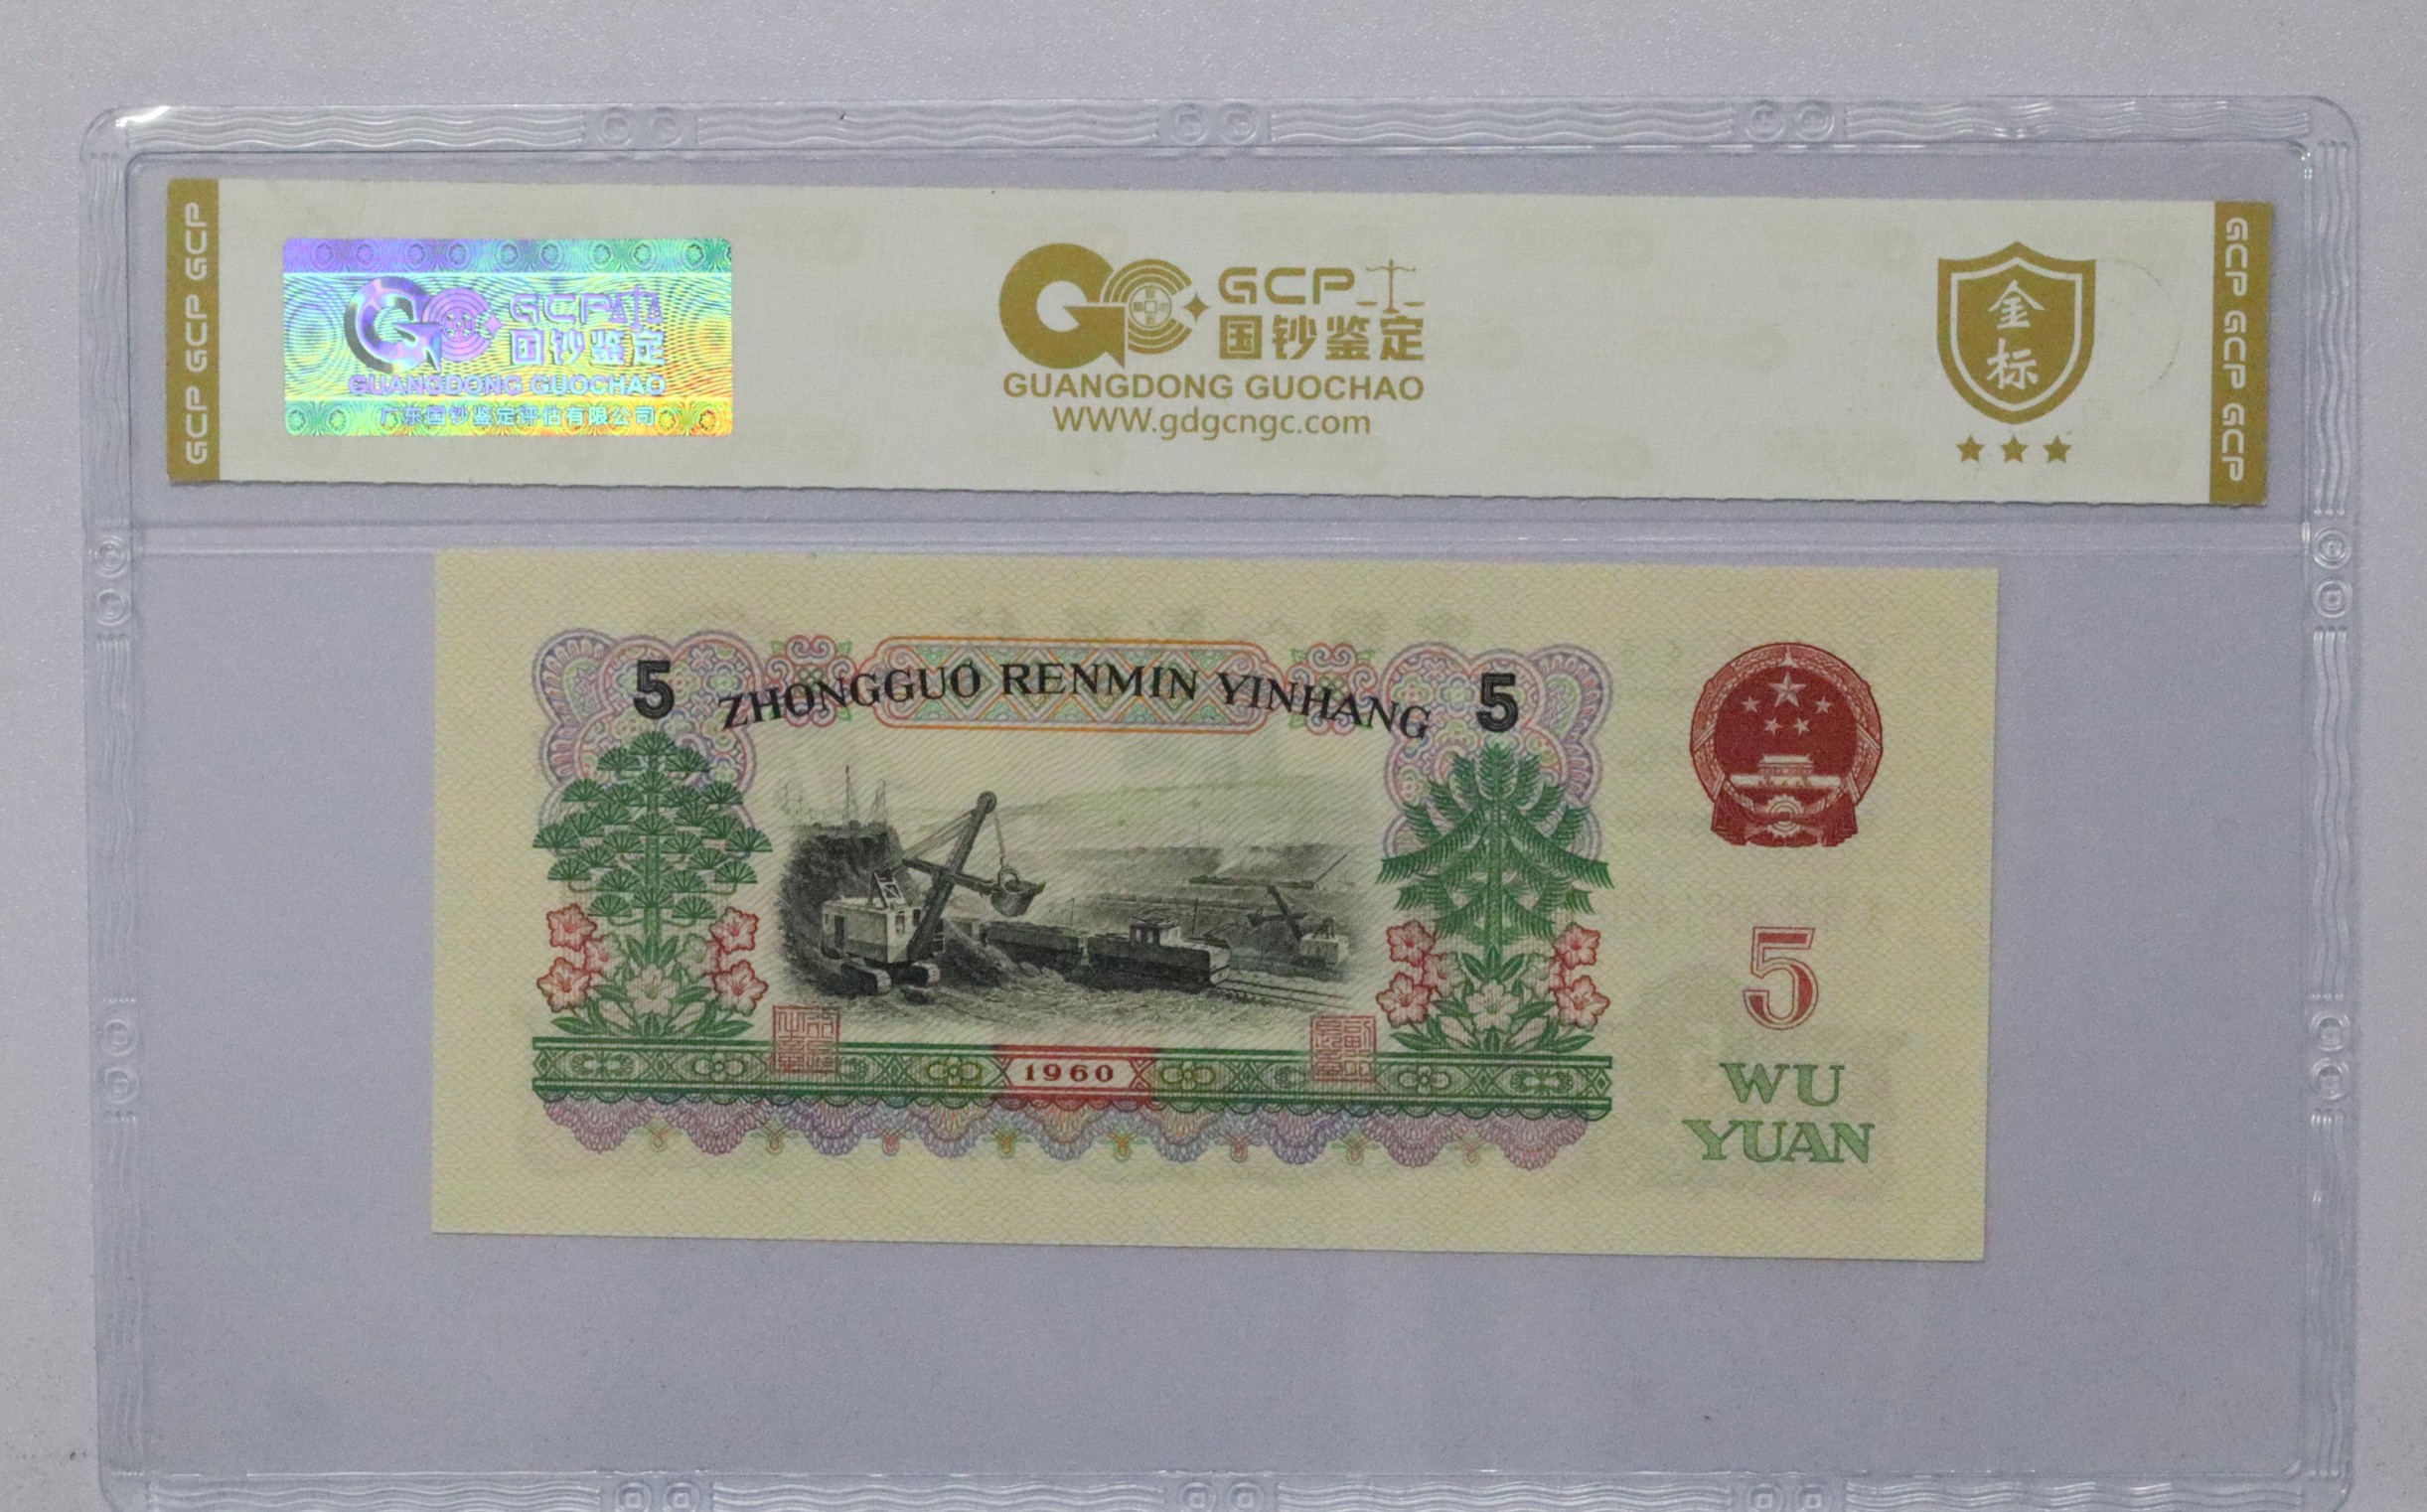 GCP GCP GCP
GCP
国钞鉴定
GUANGDONG GUOCHAO
广东国钞鉴定评估有限公司
GCP
国钞鉴定
GUANGDONG GUOCHAO
WWW.gdgcngc.com
金
标
GCP GCP GCP
5 ZHONGGUO RENMIN YINHANG 5
5
WU
YUAN
1960